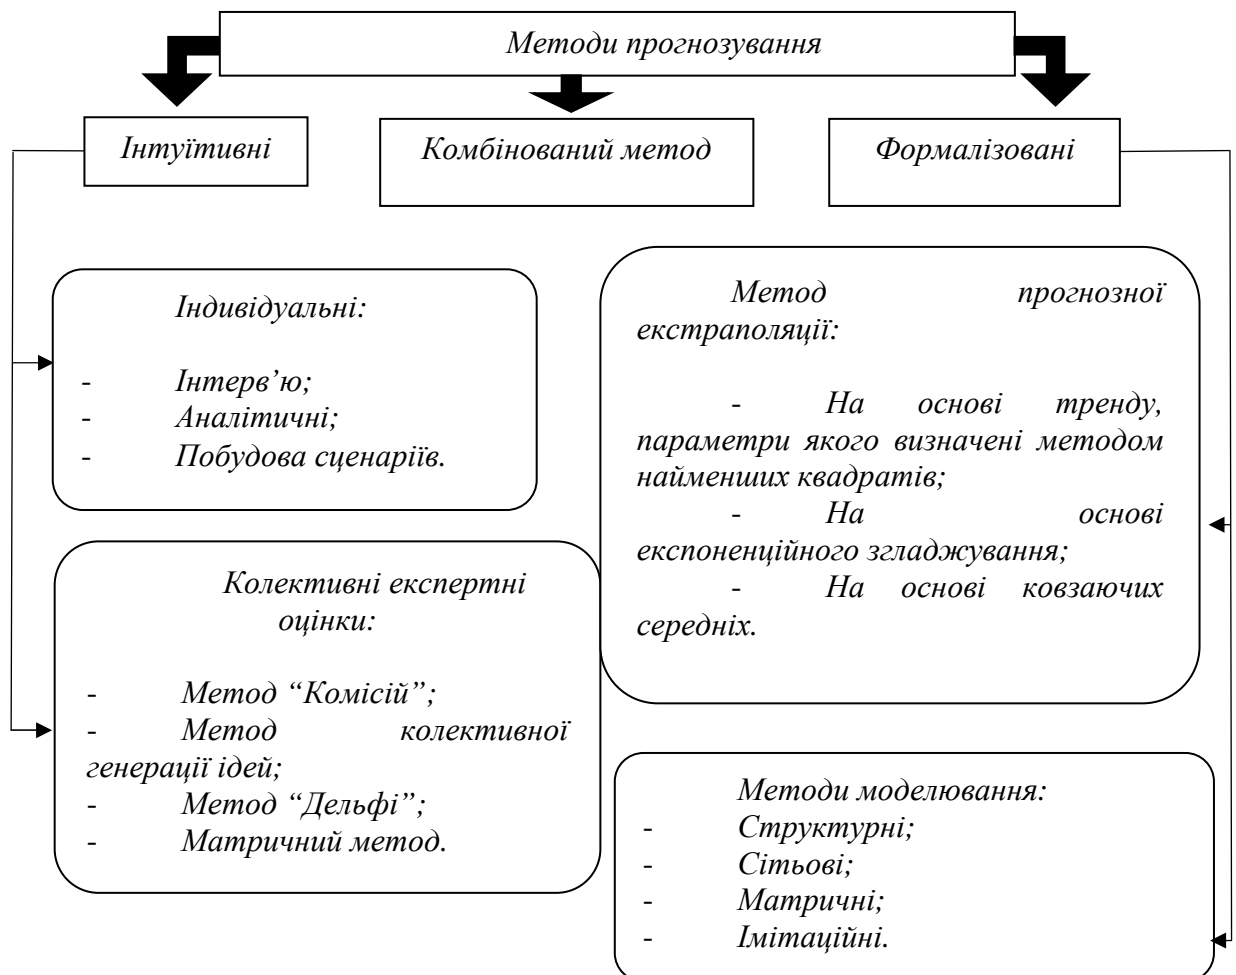 Методи прогнозування
Інтуїтивні
Комбінований метод
Формалізовані
Індивідуальні:
- Інтерв’ю;
- Аналітичні;
- Побудова сценаріїв.
Колективні експертні
оцінки:
- Метод “Комісій”;
- Метод колективної
генерації ідей;
- Метод “Дельфі”;
- Матричний метод.
Метод прогнозної
екстраполяції:
- На основі тренду,
параметри якого визначені методом
найменших квадратів;
- На основі
експоненційного згладжування;
- На основі ковзаючих
середніх.
Методи моделювання:
- Структурні;
- Сітьові;
- Матричні;
- Імітаційні.